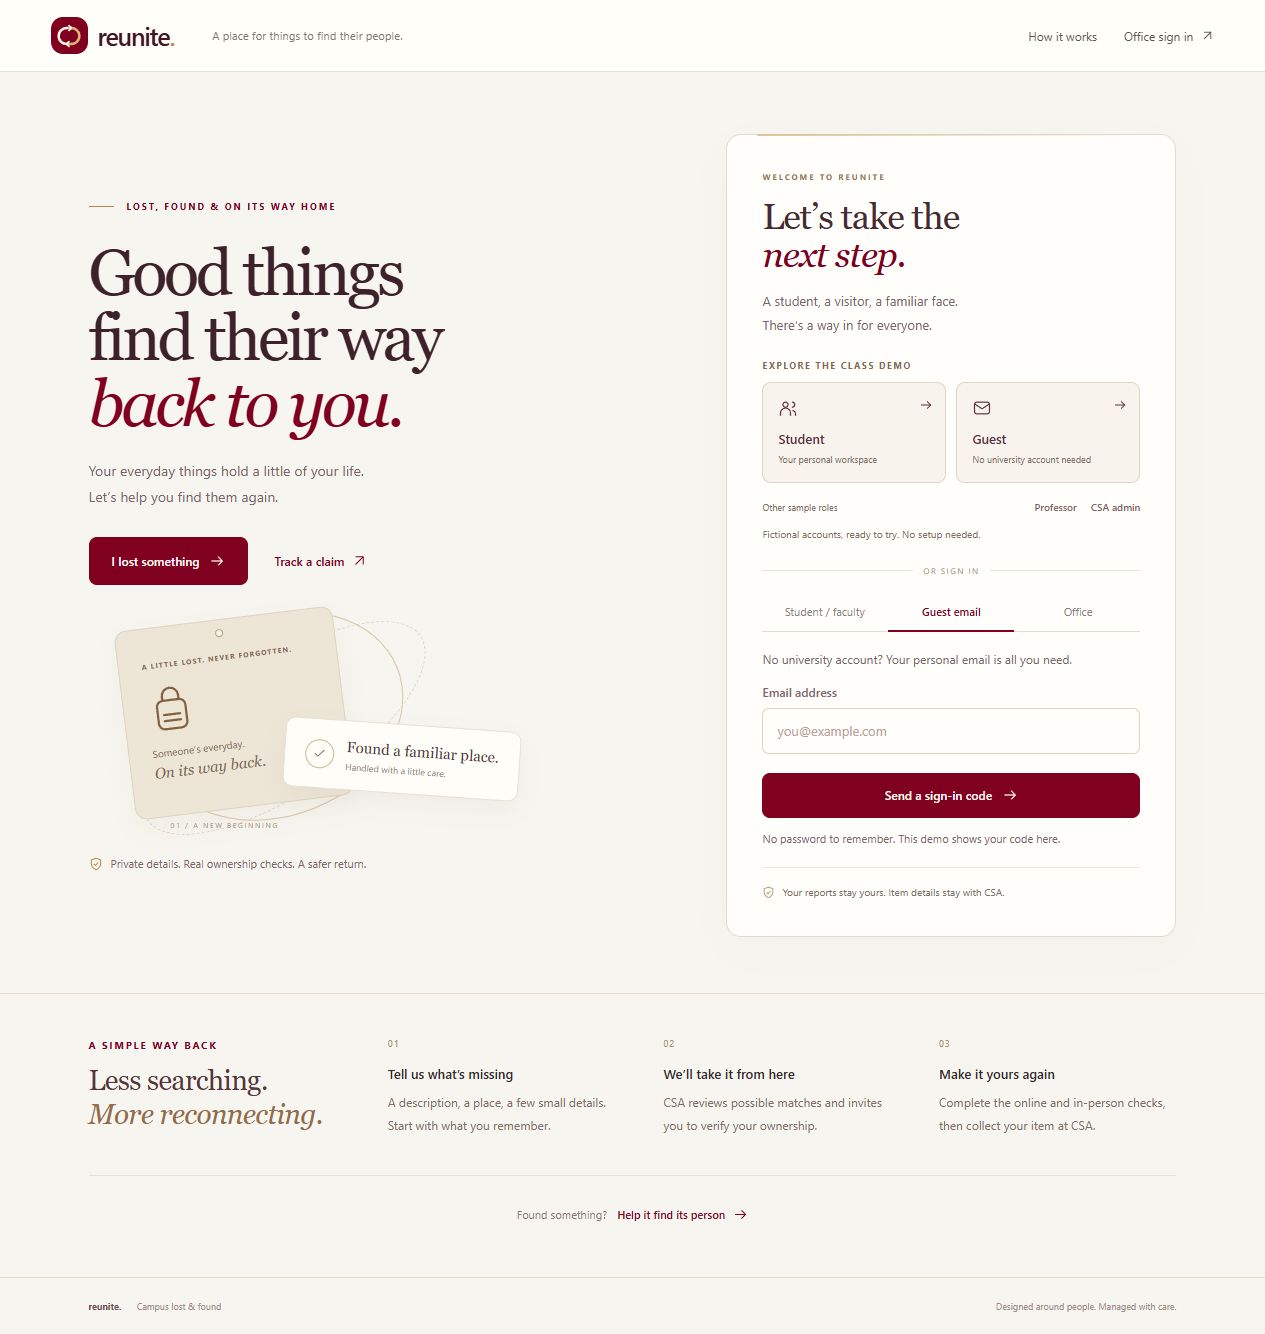 reunite.
A place for things to find their people.
How it works
Office sign in
LOST, FOUND & ON ITS WAY HOME
Good things
find their way
back to you.
Your everyday things hold a little of your life.
Let’s help you find them again.
I lost something
Track a claim
A LITTLE LOST. NEVER FORGOTTEN.
Someone’s everyday.
On its way back.
Found a familiar place.
Handled with a little care.
01 / A NEW BEGINNING
Private details. Real ownership checks. A safer return.
WELCOME TO REUNITE
Let’s take the
next step.
A student, a visitor, a familiar face.
There’s a way in for everyone.
EXPLORE THE CLASS DEMO
Student
Your personal workspace
Guest
No university account needed
Other sample roles
Professor
CSA admin
Fictional accounts, ready to try. No setup needed.
OR SIGN IN
Student / faculty
Guest email
Office
No university account? Your personal email is all you need.
Email address
you@example.com
Send a sign-in code
No password to remember. This demo shows your code here.
Your reports stay yours. Item details stay with CSA.
A SIMPLE WAY BACK
Less searching.
More reconnecting.
01
Tell us what’s missing
A description, a place, a few small details.
Start with what you remember.
02
We’ll take it from here
CSA reviews possible matches and invites
you to verify your ownership.
03
Make it yours again
Complete the online and in-person checks,
then collect your item at CSA.
Found something?
Help it find its person
reunite.
Campus lost & found
Designed around people. Managed with care.